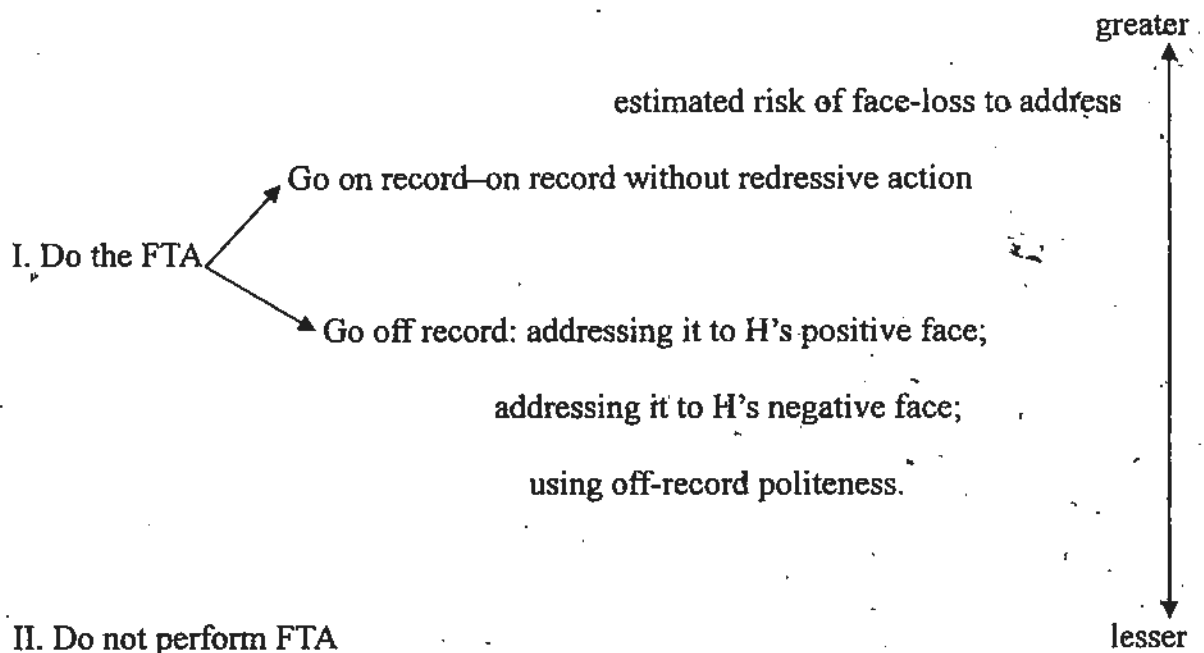 greater
estimated risk of face-loss to address
Go on record–on record without redressive action
I. Do the FTA
Go off record: addressing it to H's positive face;
addressing it to H's negative face;
using off-record politeness.
II. Do not perform FTA
lesser